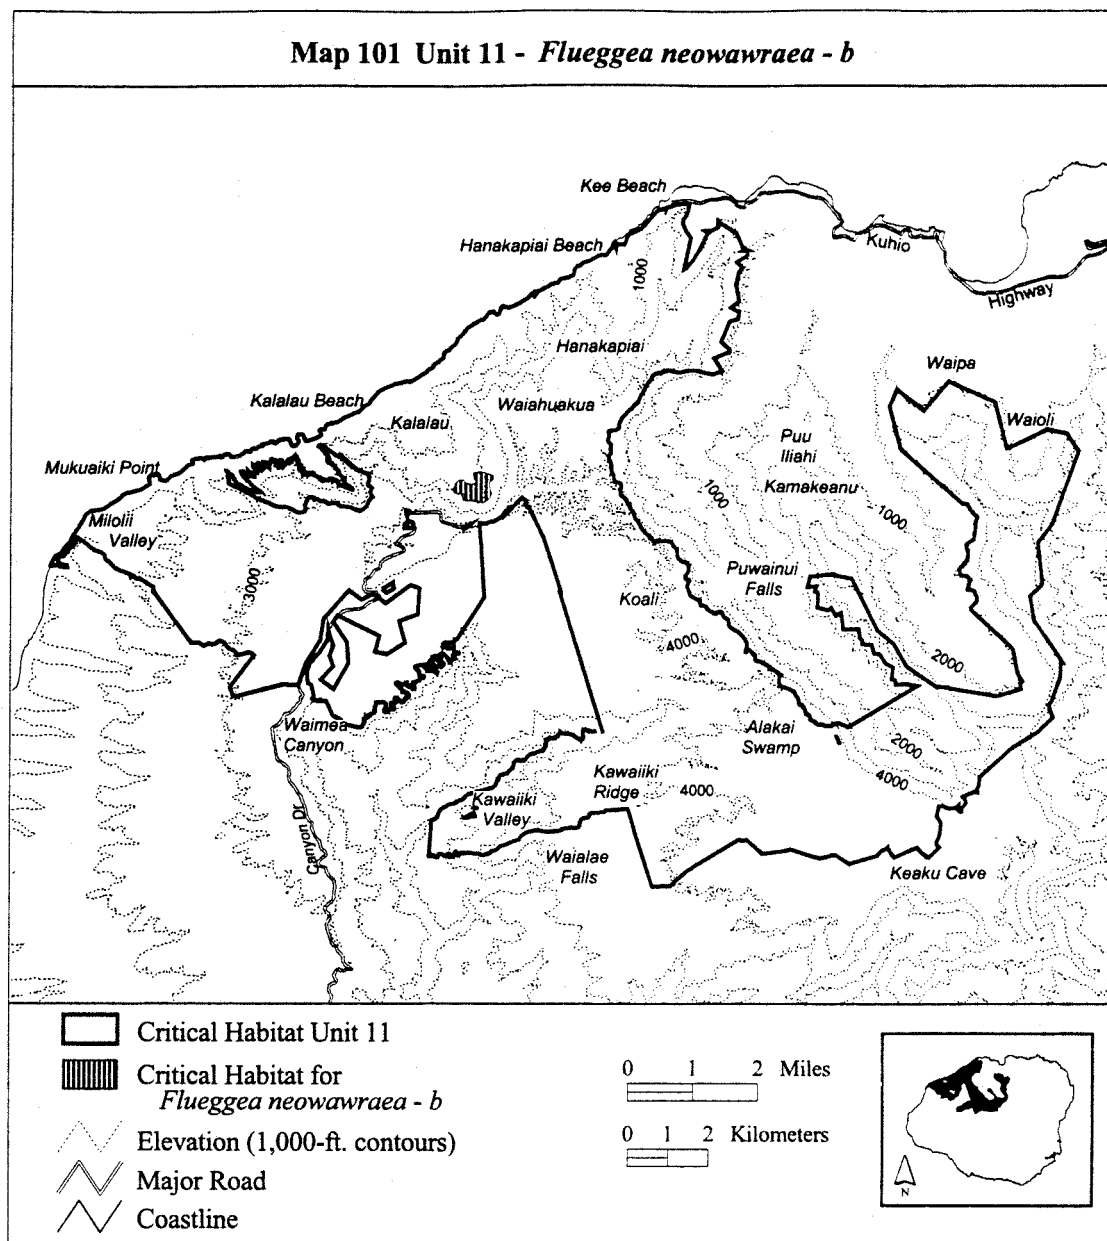 Map 101 Unit 11 - Flueggea neowawraea - b
Kee Beach
Hanakapiai Beach
Kuhio
Highway
1000
Hanakapiai
Waipa
Kalalau Beach
Waiahuakua
Kalalau
Waioli
Puu
Iliahi
Mukuaiki Point
Kamakeanu
1000
1000
Milolii
Valley
Puwainui
Falls
3000
Koali
4000
2000
Waimea
Canyon
Alakai
Swamp
2000
4000
Kawaiiki
Ridge
4000
Kawaiiki
Valley
Canyon Dr
Waialae
Falls
Keaku Cave
Critical Habitat Unit 11
Critical Habitat for
Flueggea neowawraea - b
Elevation (1,000-ft. contours)
Major Road
Coastline
0 1 2 Miles
0 1 2 Kilometers
N